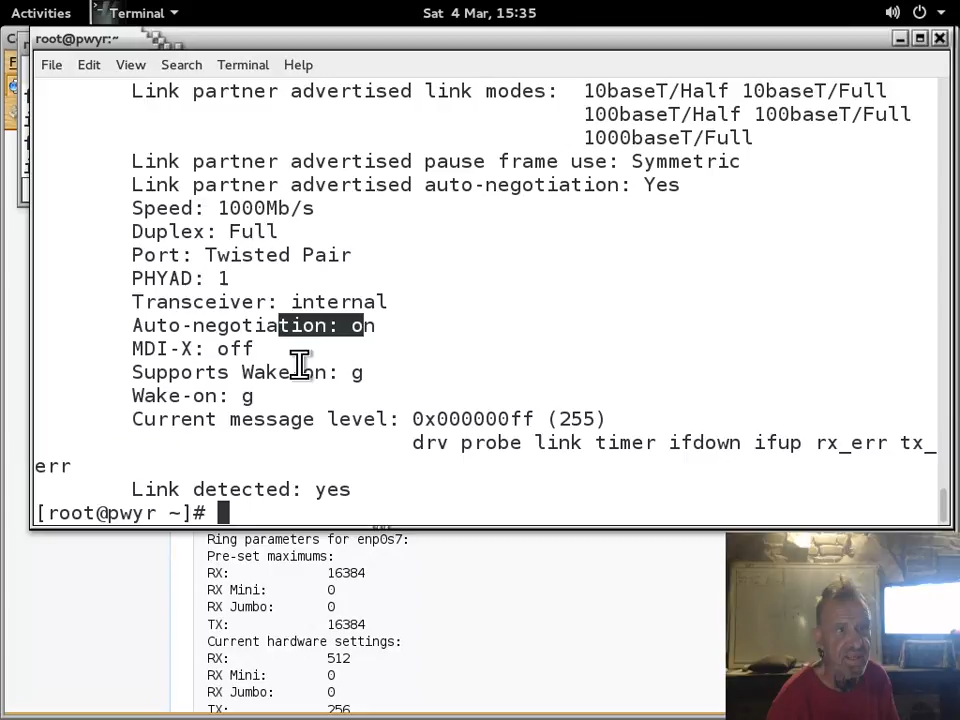 Activities Terminal Sat 4 Mar, 15:35
root@pwyr:~
File Edit View Search Terminal Help
Link partner advertised link modes: 10baseT/Half 10baseT/Full
100baseT/Half 100baseT/Full
1000baseT/Full
Link partner advertised pause frame use: Symmetric
Link partner advertised auto-negotiation: Yes
Speed: 1000Mb/s
Duplex: Full
Port: Twisted Pair
PHYAD: 1
Transceiver: internal
Auto-negotiation: on
MDI-X: off
Supports Wake-on: g
Wake-on: g
Current message level: 0x000000ff (255)
drv probe link timer ifdown ifup rx_err tx_
err
Link detected: yes
[root@pwyr ~]#
Ring parameters for enp0s7:
Pre-set maximums:
RX: 16384
RX Mini: 0
RX Jumbo: 0
TX: 16384
Current hardware settings:
RX: 512
RX Mini: 0
RX Jumbo: 0
TX: 256